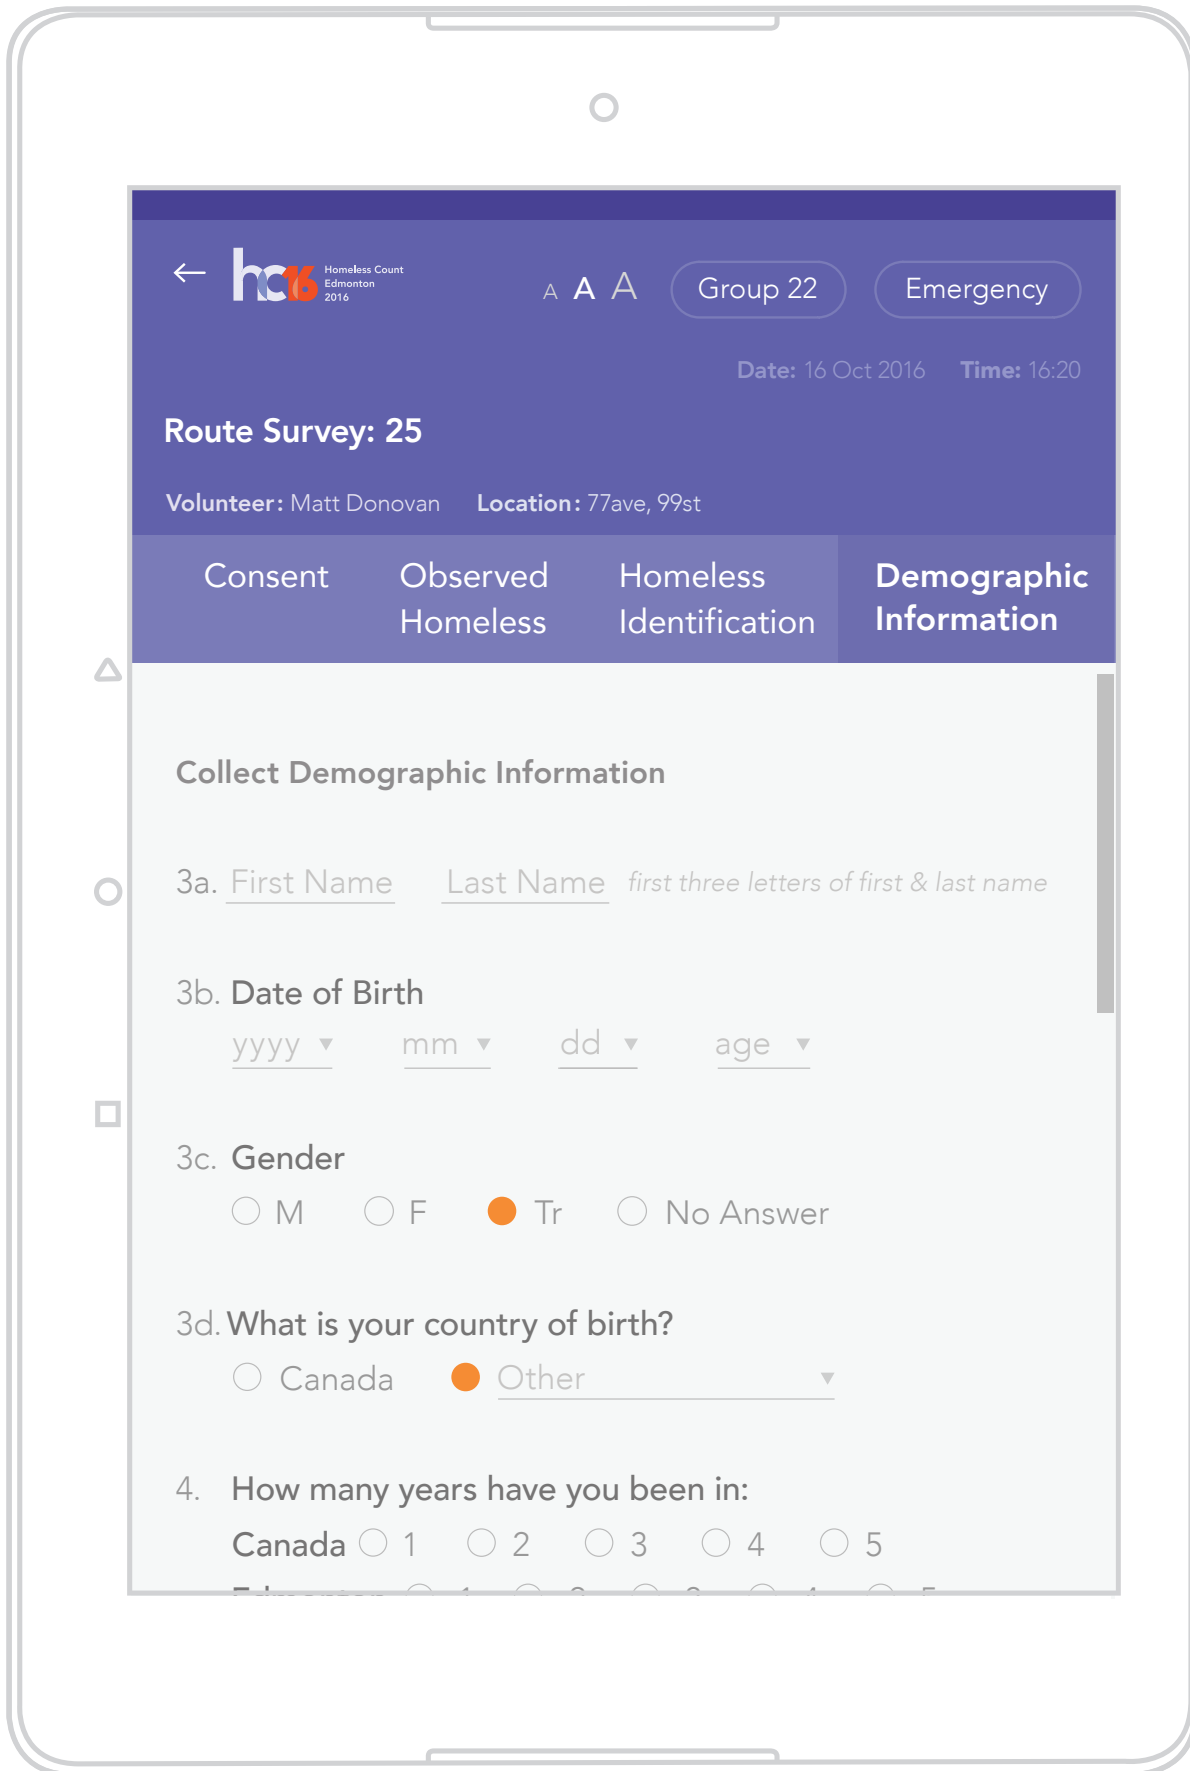 ← hc16 Homeless Count
Edmonton
2016
A A A Group 22 Emergency
Date: 16 Oct 2016 Time: 16:20
Route Survey: 25
Volunteer: Matt Donovan Location: 77ave, 99st
Consent Observed Homeless Homeless Identification Demographic Information
Collect Demographic Information
3a. First Name Last Name first three letters of first & last name
3b. Date of Birth
yyyy ▼ mm ▼ dd ▼ age ▼
3c. Gender
M F Tr No Answer
3d. What is your country of birth?
Canada Other ▼
4. How many years have you been in:
Canada 1 2 3 4 5